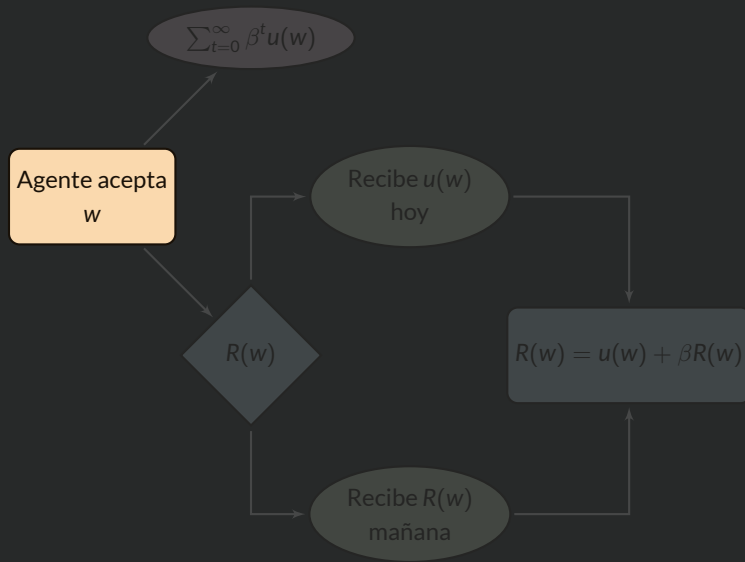 ∑_{t=0}^{∞} β^t u(w)
Agente acepta
w
Recibe u(w)
hoy
R(w)
R(w) = u(w) + βR(w)
Recibe R(w)
mañana